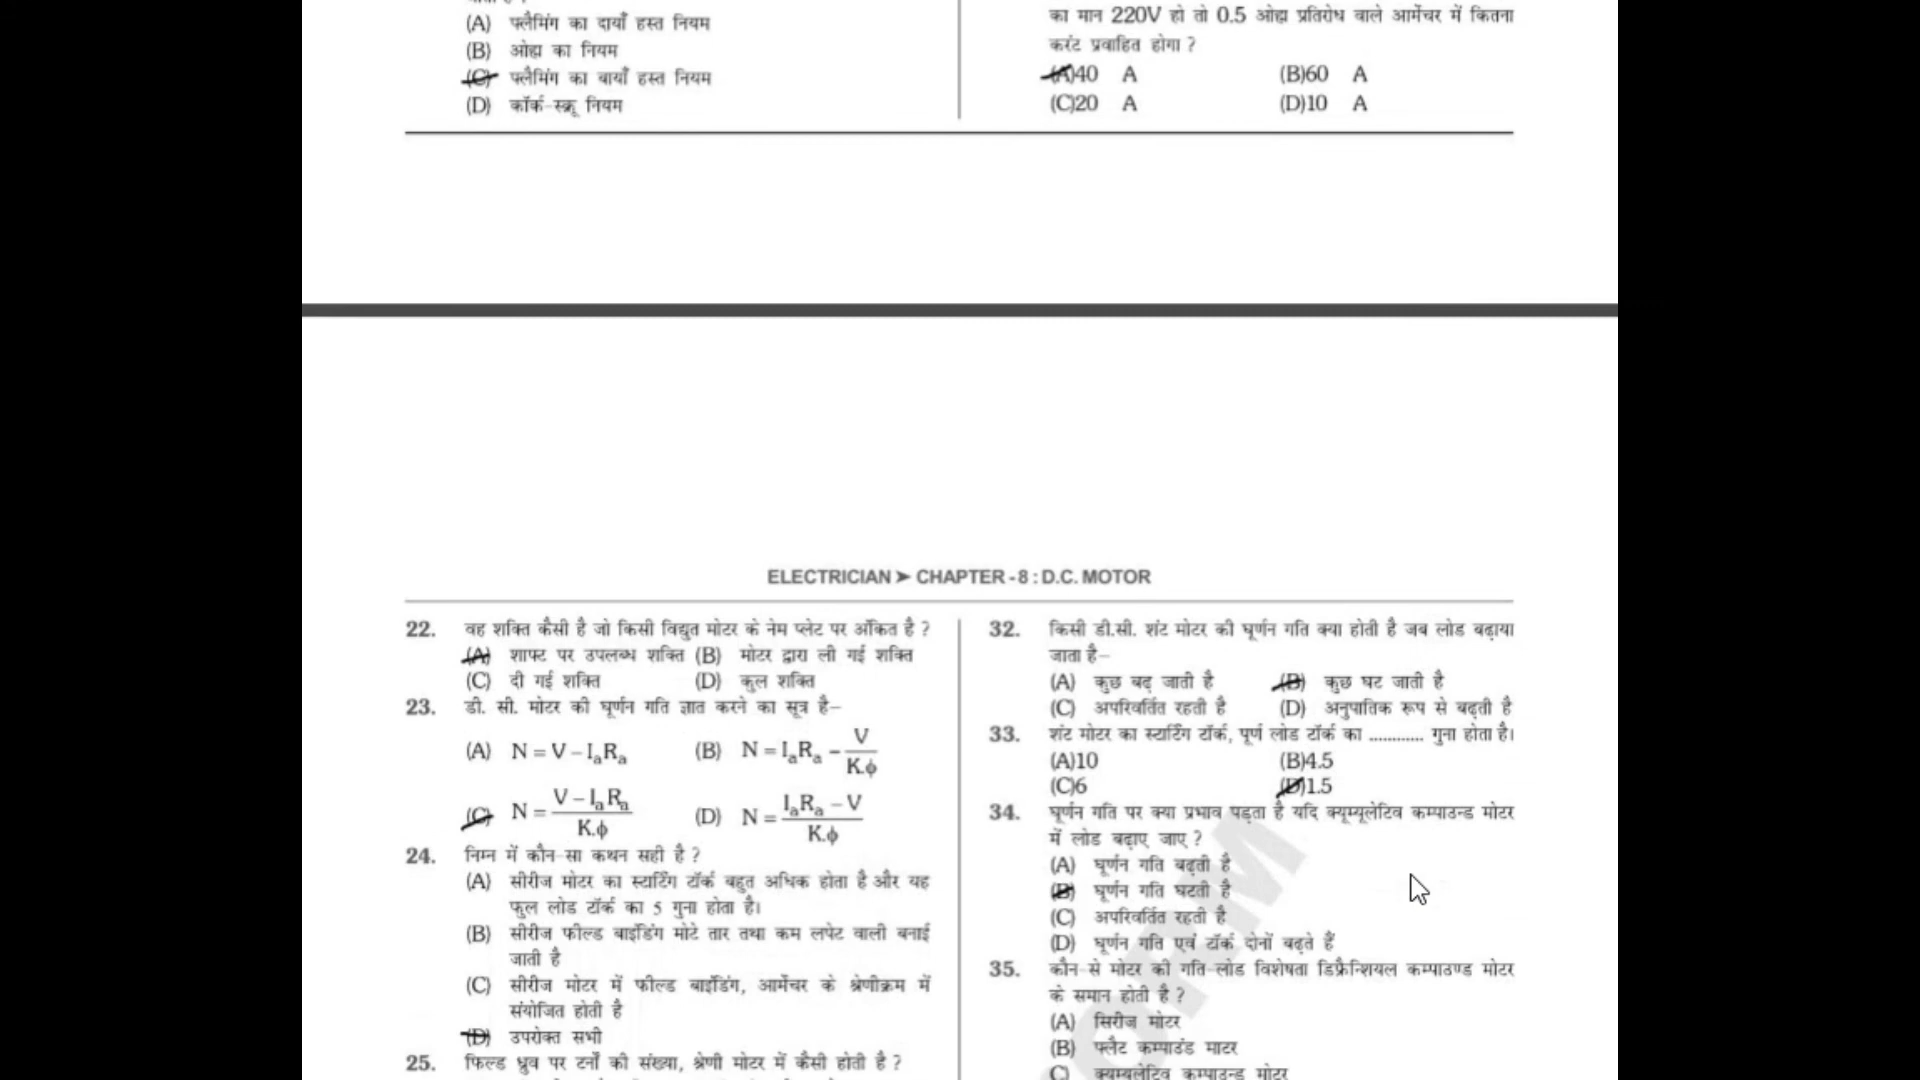 (A) फ्लैमिंग का दायाँ हस्त नियम
(B) ओह्म का नियम
(C) फ्लैमिंग का बायाँ हस्त नियम
(D) कॉर्क-स्क्रू नियम
का मान 220V हो तो 0.5 ओह्म प्रतिरोध वाले आर्मेचर में कितना
करंट प्रवाहित होगा ?
(A)40 A (B)60 A
(C)20 A (D)10 A
ELECTRICIAN ➤ CHAPTER - 8 : D.C. MOTOR
22. वह शक्ति कैसी है जो किसी विद्युत मोटर के नेम प्लेट पर अंकित है ?
(A) शाफ्ट पर उपलब्ध शक्ति (B) मोटर द्वारा ली गई शक्ति
(C) दी गई शक्ति (D) कुल शक्ति
23. डी. सी. मोटर की घूर्णन गति ज्ञात करने का सूत्र है–
(A) N = V – IaRa (B) N = IaRa – V/K.ϕ
(C) N = (V – IaRa)/K.ϕ (D) N = (IaRa – V)/K.ϕ
24. निम्न में कौन-सा कथन सही है ?
(A) सीरीज मोटर का स्टार्टिंग टॉर्क बहुत अधिक होता है और यह
फुल लोड टॉर्क का 5 गुना होता है।
(B) सीरीज फील्ड वाइंडिंग मोटे तार तथा कम लपेट वाली बनाई
जाती है
(C) सीरीज मोटर में फील्ड वाइंडिंग, आर्मेचर के श्रेणीक्रम में
संयोजित होती है
(D) उपरोक्त सभी
25. फिल्ड ध्रुव पर टर्नों की संख्या, श्रेणी मोटर में कैसी होती है ?
32. किसी डी.सी. शंट मोटर की घूर्णन गति क्या होती है जब लोड बढ़ाया
जाता है–
(A) कुछ बढ़ जाती है (B) कुछ घट जाती है
(C) अपरिवर्तित रहती है (D) अनुपातिक रूप से बढ़ती है
33. शंट मोटर का स्टार्टिंग टॉर्क, पूर्ण लोड टॉर्क का ............ गुना होता है।
(A)10 (B)4.5
(C)6 (D)1.5
34. घूर्णन गति पर क्या प्रभाव पड़ता है यदि क्यूम्यूलेटिव कम्पाउन्ड मोटर
में लोड बढ़ाए जाए ?
(A) घूर्णन गति बढ़ती है
(B) घूर्णन गति घटती है
(C) अपरिवर्तित रहती है
(D) घूर्णन गति एवं टॉर्क दोनों बढ़ते हैं
35. कौन-से मोटर की गति-लोड विशेषता डिफ्रैन्शियल कम्पाउण्ड मोटर
के समान होती है ?
(A) सिरीज मोटर
(B) फ्लैट कम्पाउंड मोटर
(C) क्यूम्यूलेटिव कम्पाउन्ड मोटर